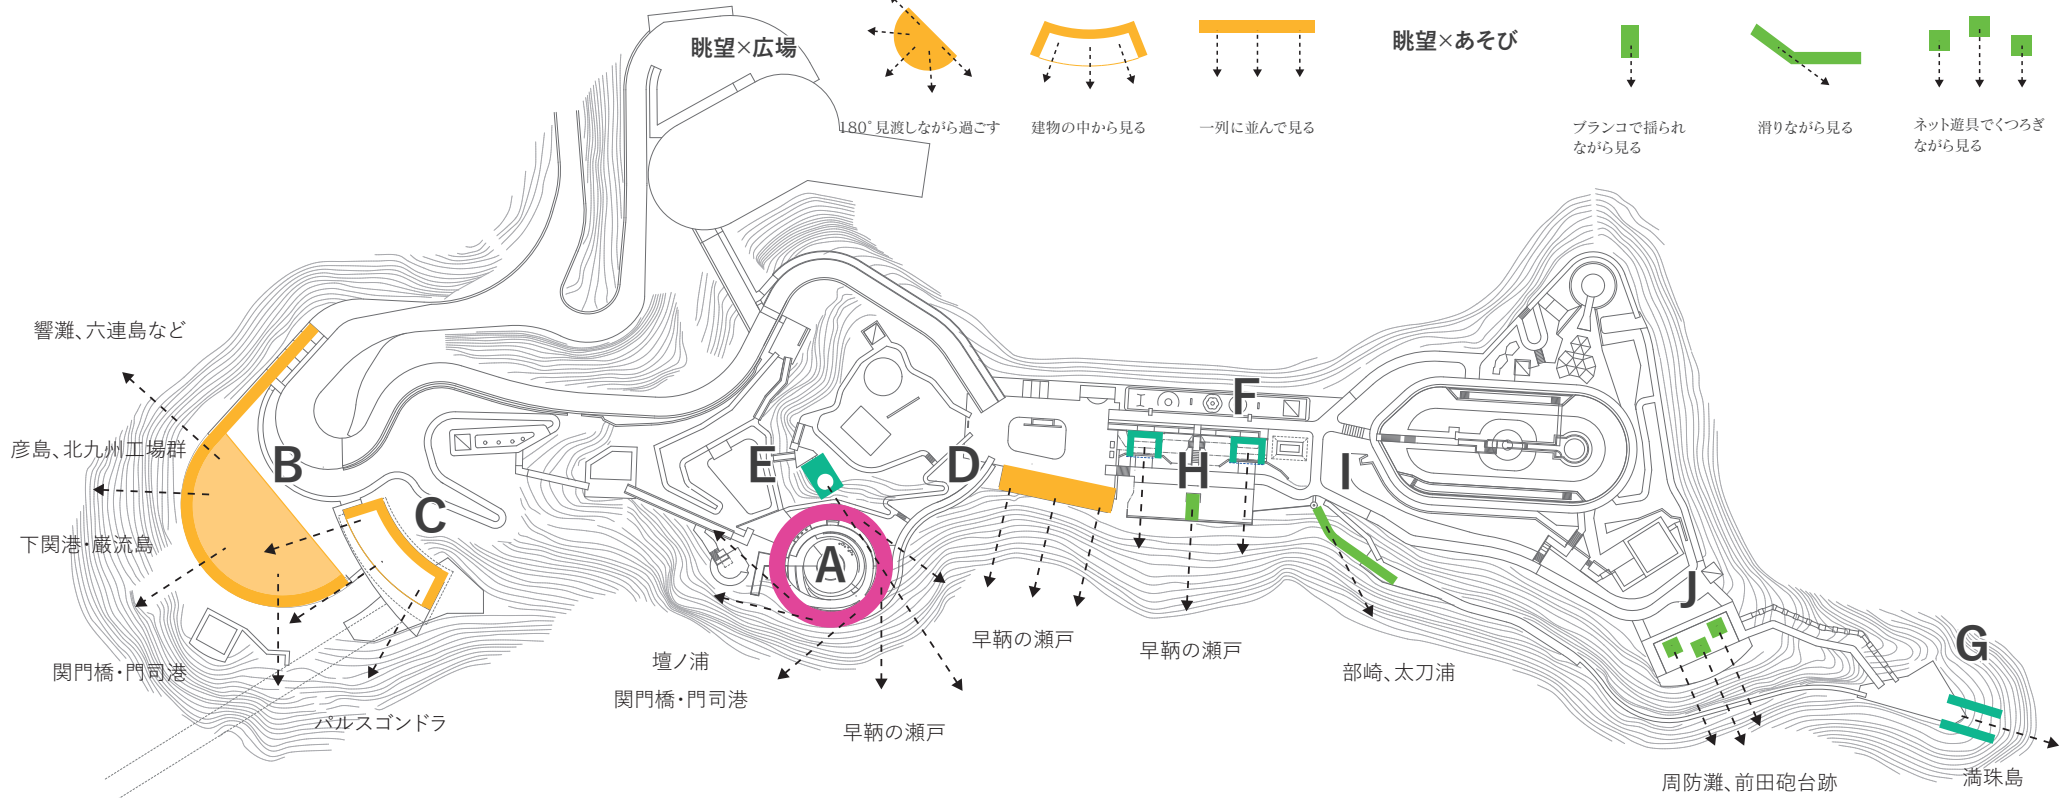 眺望×広場
180°見渡しながら過ごす
建物の中から見る
一列に並んで見る
眺望×あそび
ブランコで揺られ
ながら見る
滑りながら見る
ネット遊具でくつろぎ
ながら見る
響灘、六連島など
彦島、北九州工場群
下関港・厳流島
関門橋・門司港
パルスゴンドラ
壇ノ浦
関門橋・門司港
早鞆の瀬戸
早鞆の瀬戸
早鞆の瀬戸
部崎、太刀浦
周防灘、前田砲台跡
満珠島
A
B
C
D
E
F
G
H
I
J